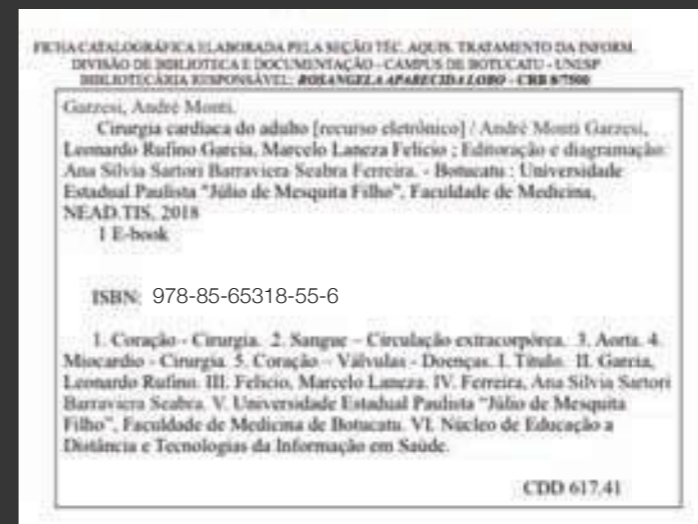 FICHA CATALOGRÁFICA ELABORADA PELA SEÇÃO TÉC. AQUIS. TRATAMENTO DA INFORM.
DIVISÃO DE BIBLIOTECA E DOCUMENTAÇÃO - CAMPUS DE BOTUCATU - UNESP
BIBLIOTECÁRIA RESPONSÁVEL: ROSANGELA APARECIDA LOBO - CRB 8/7500
Garzesi, André Monti.
Cirurgia cardíaca do adulto [recurso eletrônico] / André Monti Garzesi,
Leonardo Rufino Garcia, Marcelo Laneza Felicio ; Editoração e diagramação:
Ana Silvia Sartori Barraviera Seabra Ferreira. - Botucatu : Universidade
Estadual Paulista "Júlio de Mesquita Filho", Faculdade de Medicina,
NEAD.TIS, 2018
1 E-book
ISBN: 978-85-65318-55-6
1. Coração - Cirurgia. 2. Sangue – Circulação extracorpórea. 3. Aorta. 4.
Miocardio - Cirurgia. 5. Coração – Válvulas - Doenças. I. Título. II. Garcia,
Leonardo Rufino. III. Felicio, Marcelo Laneza. IV. Ferreira, Ana Silvia Sartori
Barraviera Seabra. V. Universidade Estadual Paulista "Júlio de Mesquita
Filho", Faculdade de Medicina de Botucatu. VI. Núcleo de Educação a
Distância e Tecnologias da Informação em Saúde.
CDD 617.41